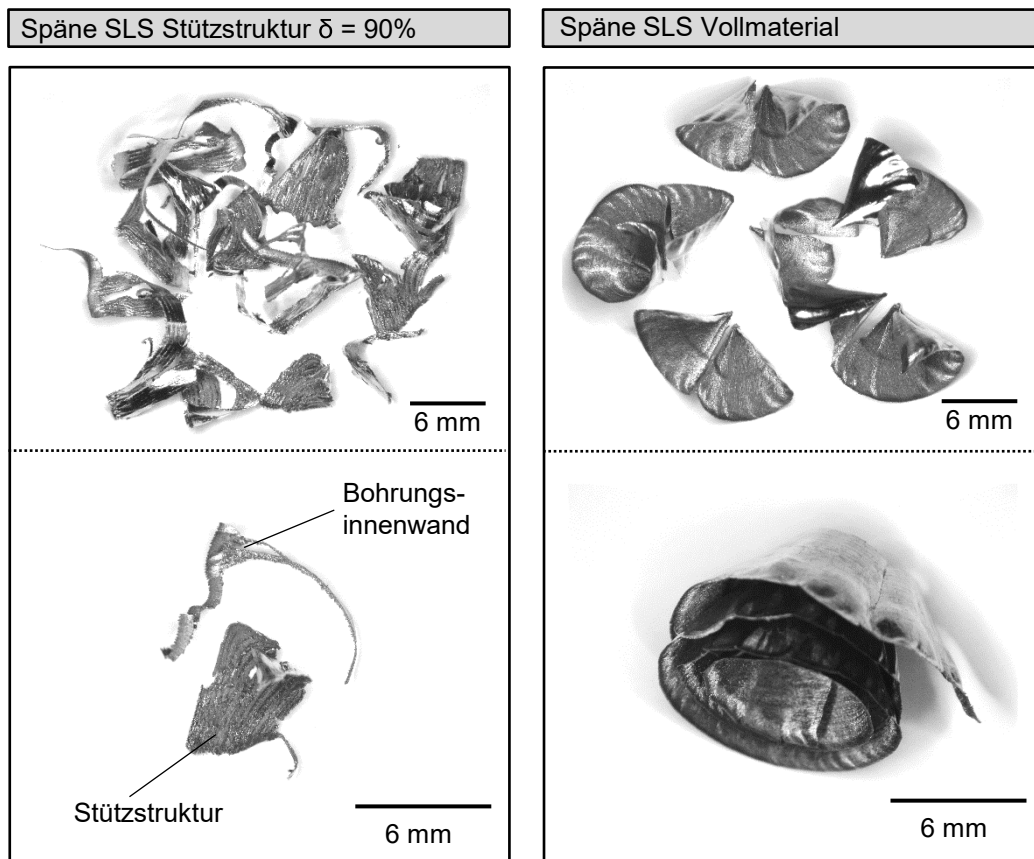 Späne SLS Stützstruktur δ = 90%
Späne SLS Vollmaterial
6 mm
6 mm
Bohrungs-
innenwand
Stützstruktur
6 mm
6 mm